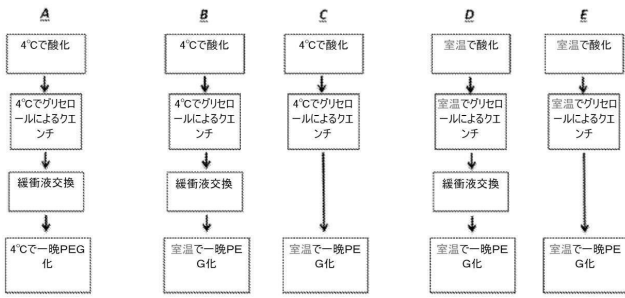 A
B
C
D
E
4℃で酸化
4℃で酸化
4℃で酸化
室温で酸化
室温で酸化
4℃でグリセロ
ールによるクエ
ンチ
4℃でグリセロ
ールによるクエ
ンチ
4℃でグリセロ
ールによるクエ
ンチ
室温でグリセロ
ールによるクエ
ンチ
室温でグリセロ
ールによるクエ
ンチ
緩衝液交換
緩衝液交換
緩衝液交換
4℃で一晩PEG
化
室温で一晩PE
G化
室温で一晩PE
G化
室温で一晩PE
G化
室温で一晩PE
G化